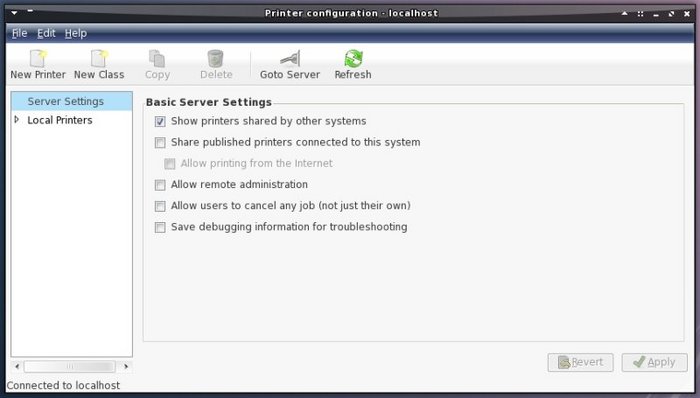 Printer configuration - localhost
File Edit Help
New Printer New Class Copy Delete Goto Server Refresh
Server Settings
Local Printers
Basic Server Settings
Show printers shared by other systems
Share published printers connected to this system
Allow printing from the Internet
Allow remote administration
Allow users to cancel any job (not just their own)
Save debugging information for troubleshooting
Revert Apply
Connected to localhost